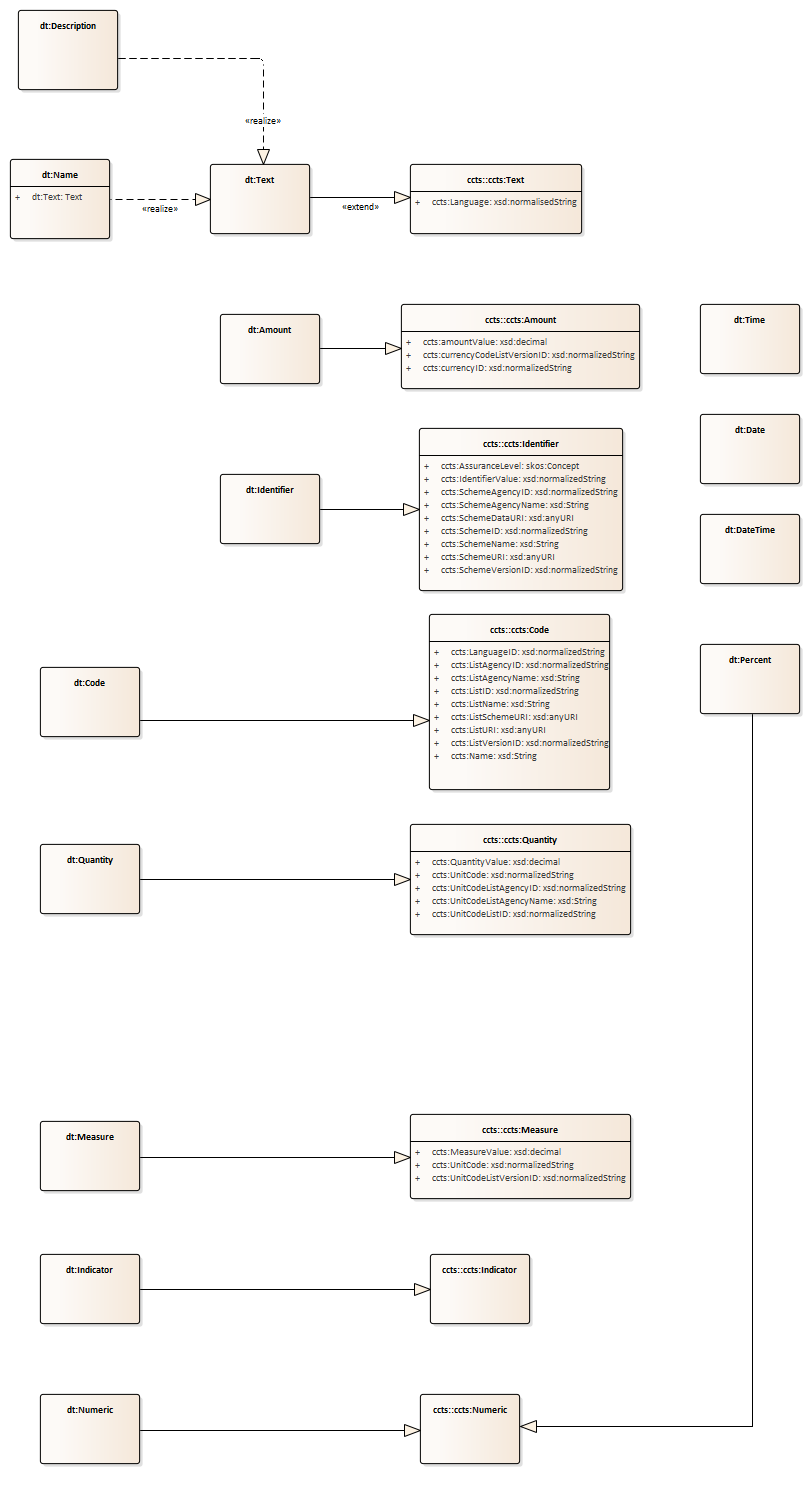 dt:Description
«realize»
dt:Name
+ dt:Text: Text
«realize»
dt:Text
«extend»
ccts::ccts:Text
+ ccts:Language: xsd:normalisedString
dt:Amount
ccts::ccts:Amount
+ ccts:amountValue: xsd:decimal
+ ccts:currencyCodeListVersionID: xsd:normalizedString
+ ccts:currencyID: xsd:normalizedString
dt:Time
dt:Date
dt:Identifier
ccts::ccts:Identifier
+ ccts:AssuranceLevel: skos:Concept
+ ccts:IdentifierValue: xsd:normalizedString
+ ccts:SchemeAgencyID: xsd:normalizedString
+ ccts:SchemeAgencyName: xsd:String
+ ccts:SchemeDataURI: xsd:anyURI
+ ccts:SchemeID: xsd:normalizedString
+ ccts:SchemeName: xsd:String
+ ccts:SchemeURI: xsd:anyURI
+ ccts:SchemeVersionID: xsd:normalizedString
dt:DateTime
dt:Code
ccts::ccts:Code
+ ccts:LanguageID: xsd:normalizedString
+ ccts:ListAgencyID: xsd:normalizedString
+ ccts:ListAgencyName: xsd:String
+ ccts:ListID: xsd:normalizedString
+ ccts:ListName: xsd:String
+ ccts:ListSchemeURI: xsd:anyURI
+ ccts:ListURI: xsd:anyURI
+ ccts:ListVersionID: xsd:normalizedString
+ ccts:Name: xsd:String
dt:Percent
dt:Quantity
ccts::ccts:Quantity
+ ccts:QuantityValue: xsd:decimal
+ ccts:UnitCode: xsd:normalizedString
+ ccts:UnitCodeListAgencyID: xsd:normalizedString
+ ccts:UnitCodeListAgencyName: xsd:String
+ ccts:UnitCodeListID: xsd:normalizedString
dt:Measure
ccts::ccts:Measure
+ ccts:MeasureValue: xsd:decimal
+ ccts:UnitCode: xsd:normalizedString
+ ccts:UnitCodeListVersionID: xsd:normalizedString
dt:Indicator
ccts::ccts:Indicator
dt:Numeric
ccts::ccts:Numeric